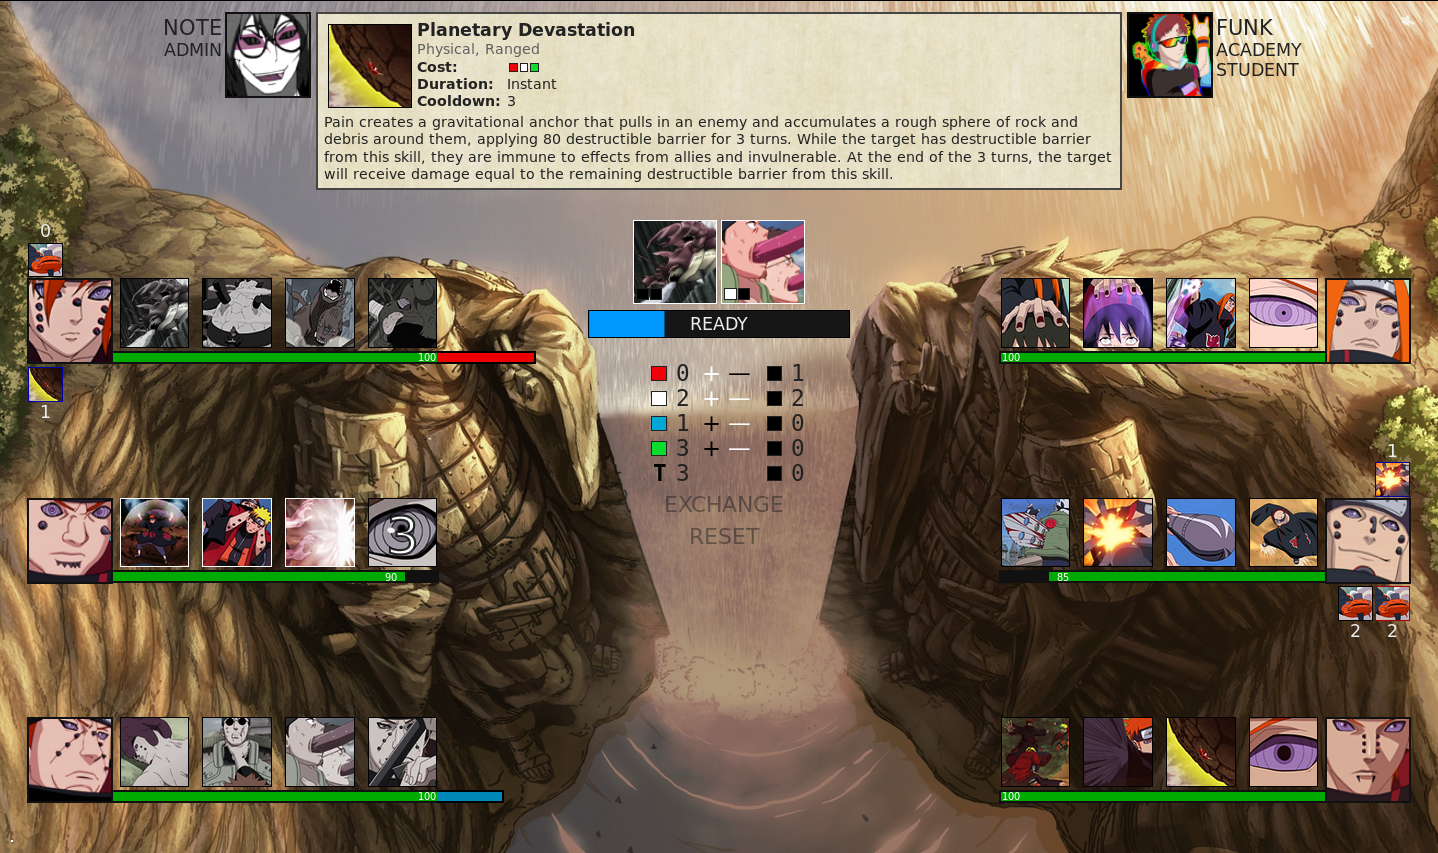 NOTE
ADMIN
Planetary Devastation
Physical, Ranged
Cost:
Duration: Instant
Cooldown: 3
Pain creates a gravitational anchor that pulls in an enemy and accumulates a rough sphere of rock and
debris around them, applying 80 destructible barrier for 3 turns. While the target has destructible barrier
from this skill, they are immune to effects from allies and invulnerable. At the end of the 3 turns, the target
will receive damage equal to the remaining destructible barrier from this skill.
FUNK
ACADEMY
STUDENT
0
100
1
READY
0 + — 1
2 + — 2
1 + — 0
3 + — 0
T 3 0
EXCHANGE
RESET
100
1
3
90
85
2 2
100
100